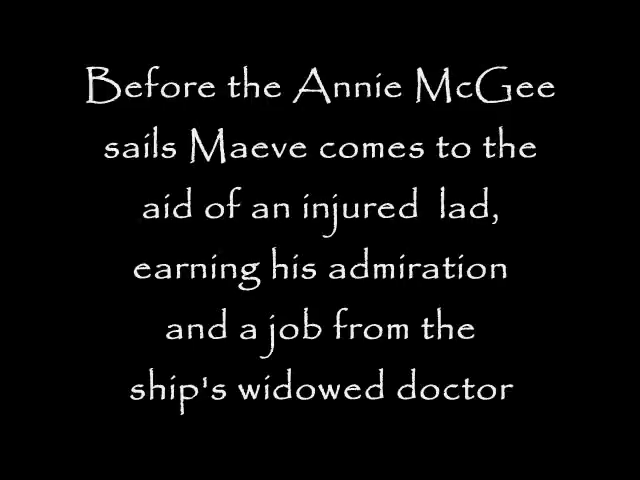 Before the Annie McGee
sails Maeve comes to the
aid of an injured lad,
earning his admiration
and a job from the
ship's widowed doctor